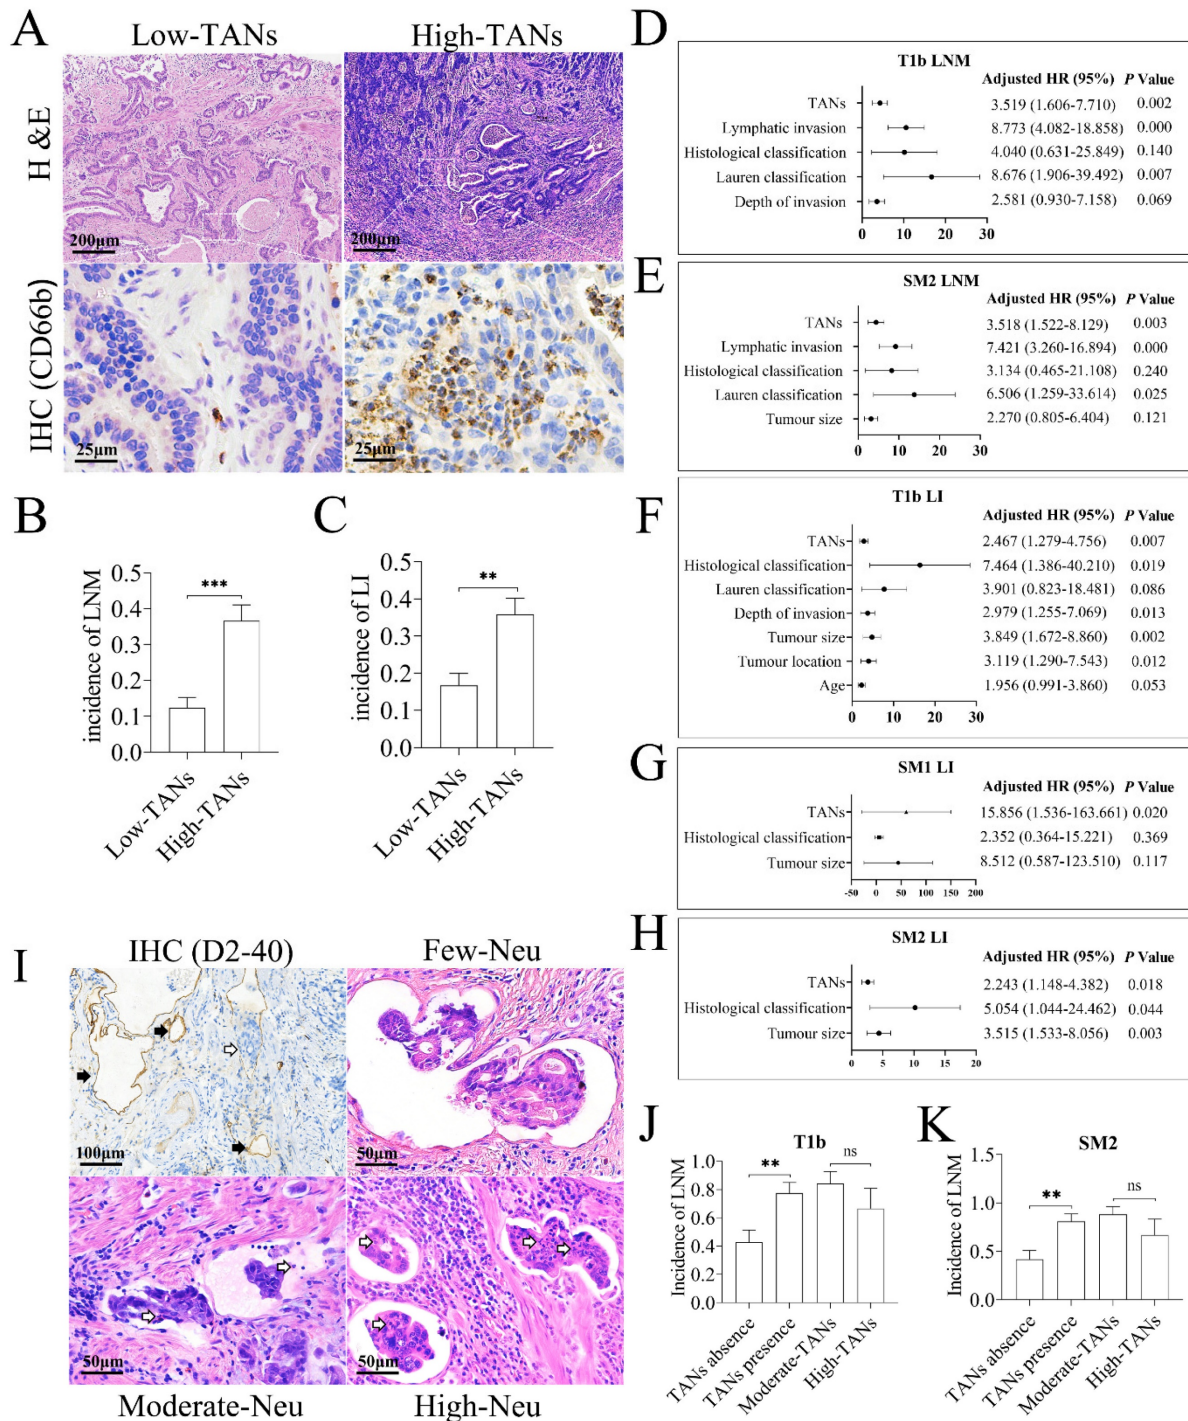 A
Low-TANs
High-TANs
H &E
200μm
200μm
IHC (CD66b)
25μm
25μm
B
incidence of LNM
0.5
0.4
0.3
0.2
0.1
0.0
***
Low-TANs
High-TANs
C
incidence of LI
0.5
0.4
0.3
0.2
0.1
0.0
**
Low-TANs
High-TANs
D
T1b LNM
Adjusted HR (95%) P Value
TANs 3.519 (1.606-7.710) 0.002
Lymphatic invasion 8.773 (4.082-18.858) 0.000
Histological classification 4.040 (0.631-25.849) 0.140
Lauren classification 8.676 (1.906-39.492) 0.007
Depth of invasion 2.581 (0.930-7.158) 0.069
0 10 20 30
E
SM2 LNM
Adjusted HR (95%) P Value
TANs 3.518 (1.522-8.129) 0.003
Lymphatic invasion 7.421 (3.260-16.894) 0.000
Histological classification 3.134 (0.465-21.108) 0.240
Lauren classification 6.506 (1.259-33.614) 0.025
Tumour size 2.270 (0.805-6.404) 0.121
0 10 20 30
F
T1b LI
Adjusted HR (95%) P Value
TANs 2.467 (1.279-4.756) 0.007
Histological classification 7.464 (1.386-40.210) 0.019
Lauren classification 3.901 (0.823-18.481) 0.086
Depth of invasion 2.979 (1.255-7.069) 0.013
Tumour size 3.849 (1.672-8.860) 0.002
Tumour location 3.119 (1.290-7.543) 0.012
Age 1.956 (0.991-3.860) 0.053
0 10 20 30
G
SM1 LI
Adjusted HR (95%) P Value
TANs 15.856 (1.536-163.661) 0.020
Histological classification 2.352 (0.364-15.221) 0.369
Tumour size 8.512 (0.587-123.510) 0.117
-50 0 50 100 150 200
H
SM2 LI
Adjusted HR (95%) P Value
TANs 2.243 (1.148-4.382) 0.018
Histological classification 5.054 (1.044-24.462) 0.044
Tumour size 3.515 (1.533-8.056) 0.003
0 5 10 15 20
I
IHC (D2-40)
Few-Neu
100μm
50μm
50μm
50μm
Moderate-Neu
High-Neu
J
T1b
Incidence of LNM
1.0
0.8
0.6
0.4
0.2
0.0
**
ns
TANs absence
TANs presence
Moderate-TANs
High-TANs
K
SM2
Incidence of LNM
1.5
1.0
0.5
0.0
**
ns
TANs absence
TANs presence
Moderate-TANs
High-TANs